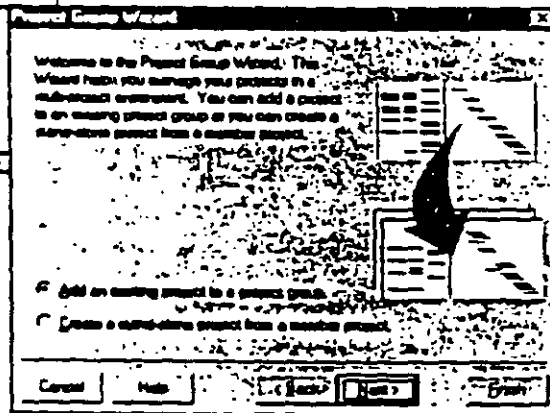 Project Group Wizard
Welcome to the Project Group Wizard. This
Wizard helps you manage your projects in a
multi-project environment. You can add a project
to an existing project group or you can create a
stand-alone project from a member project.
Add an existing project to a project group.
Create a stand-alone project from a member project.
Cancel
Help
< Back
Next >
Finish